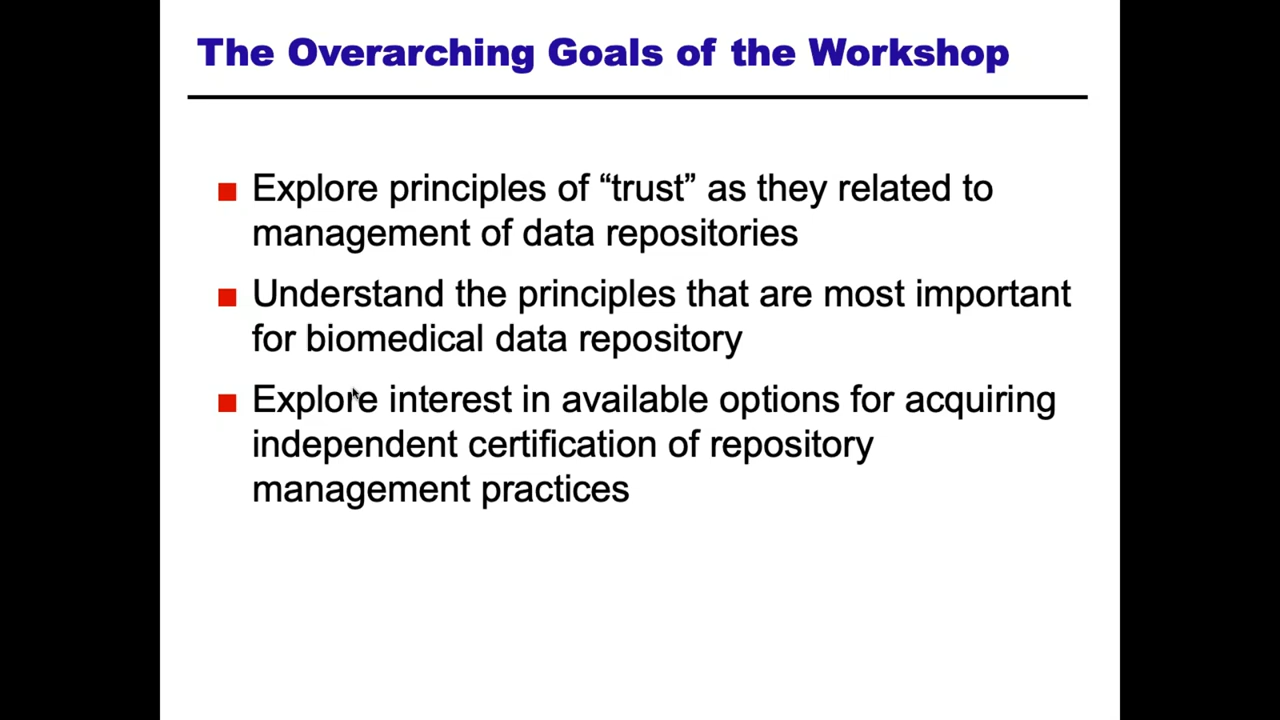 The Overarching Goals of the Workshop
Explore principles of “trust” as they related to
management of data repositories
Understand the principles that are most important
for biomedical data repository
Explore interest in available options for acquiring
independent certification of repository
management practices